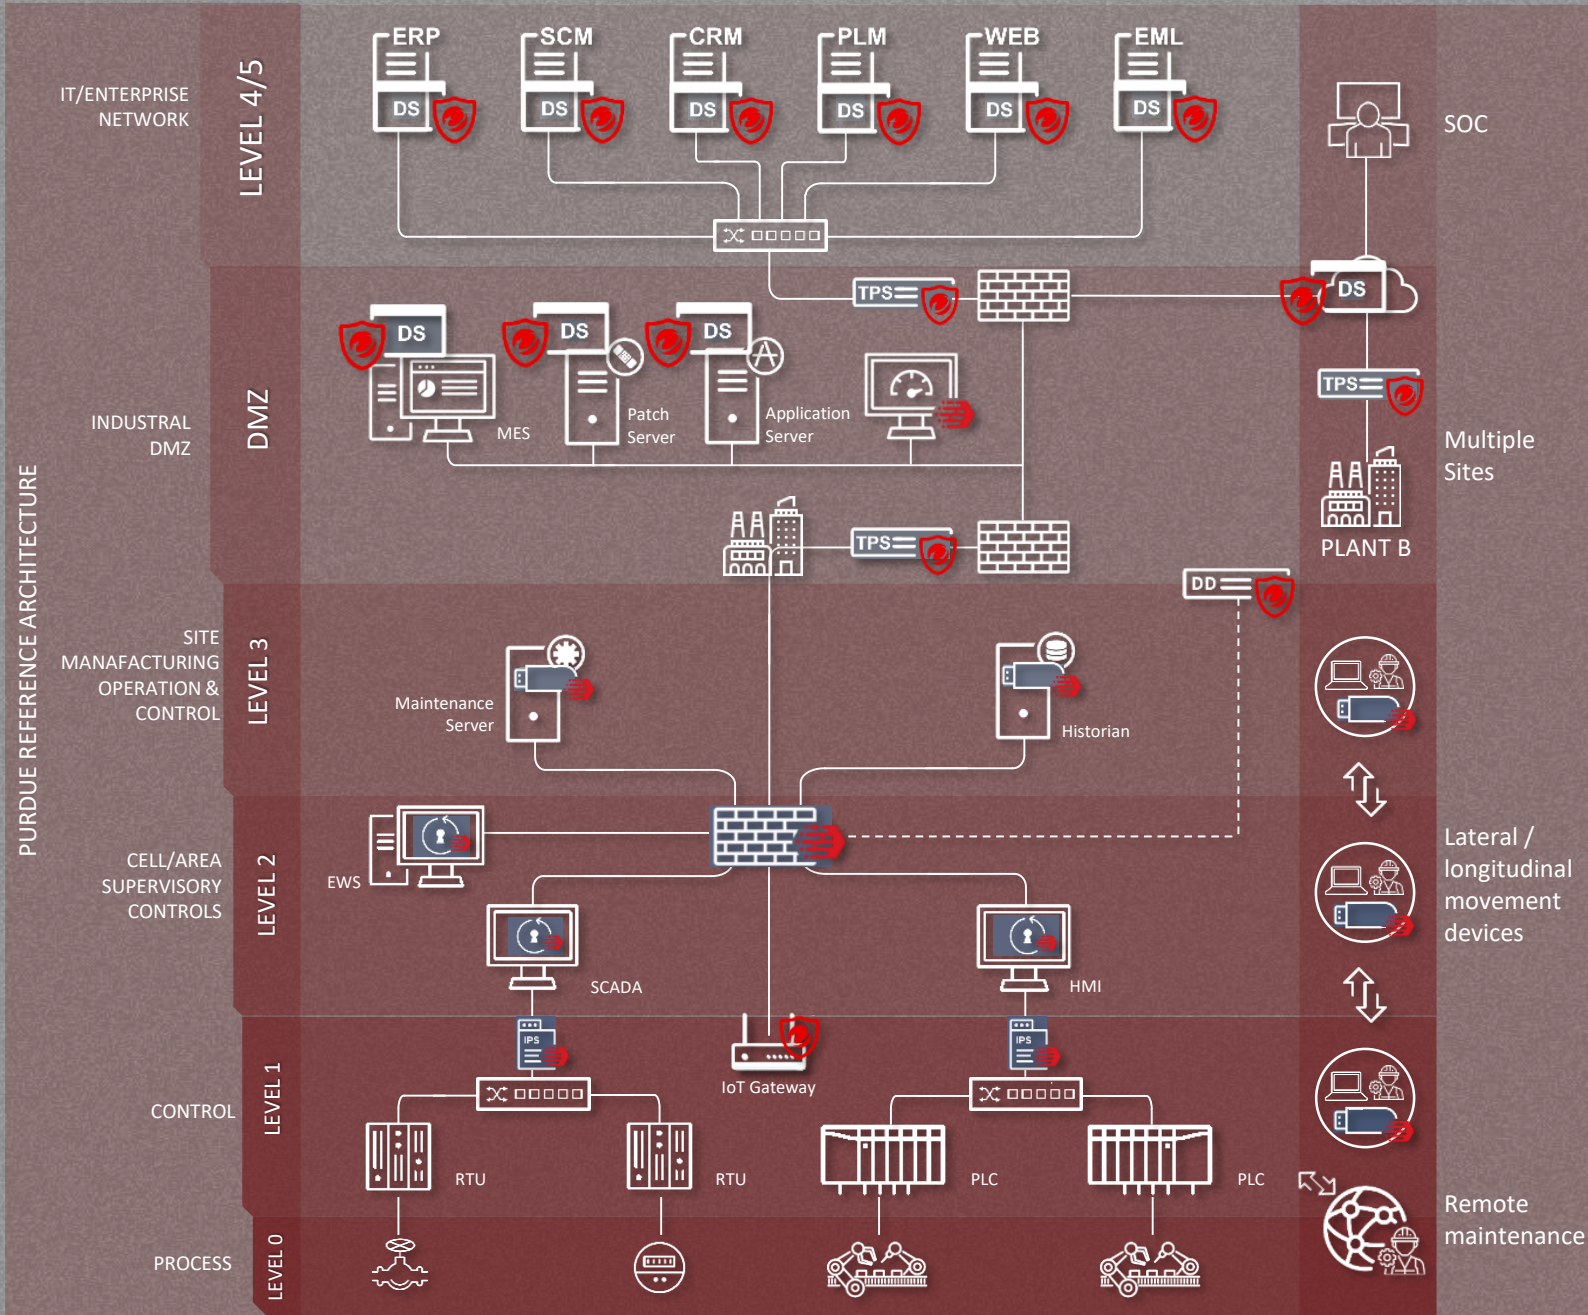 PURDUE REFERENCE ARCHITECTURE
IT/ENTERPRISE
NETWORK
LEVEL 4/5
ERP
SCM
CRM
PLM
WEB
EML
DS
DS
DS
DS
DS
DS
SOC
INDUSTRAL
DMZ
DMZ
TPS
DS
DS
DS
DS
MES
Patch
Server
Application
Server
TPS
Multiple
Sites
TPS
PLANT B
DD
SITE
MANAFACTURING
OPERATION &
CONTROL
LEVEL 3
Maintenance
Server
Historian
CELL/AREA
SUPERVISORY
CONTROLS
LEVEL 2
EWS
SCADA
HMI
Lateral /
longitudinal
movement
devices
CONTROL
LEVEL 1
IPS
IPS
IoT Gateway
RTU
RTU
PLC
PLC
Remote
maintenance
PROCESS
LEVEL 0